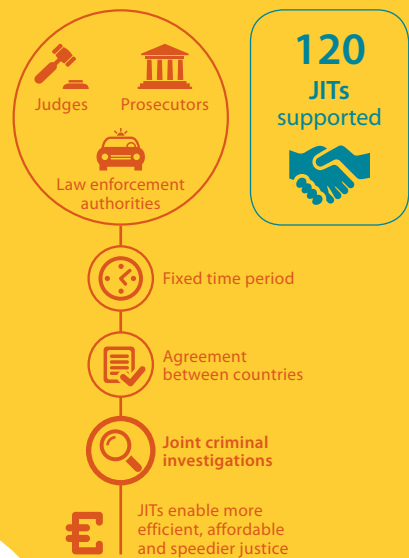 Judges
Prosecutors
Law enforcement
authorities
120
JITs
supported
Fixed time period
Agreement
between countries
Joint criminal
investigations
JITs enable more
efficient, affordable
and speedier justice